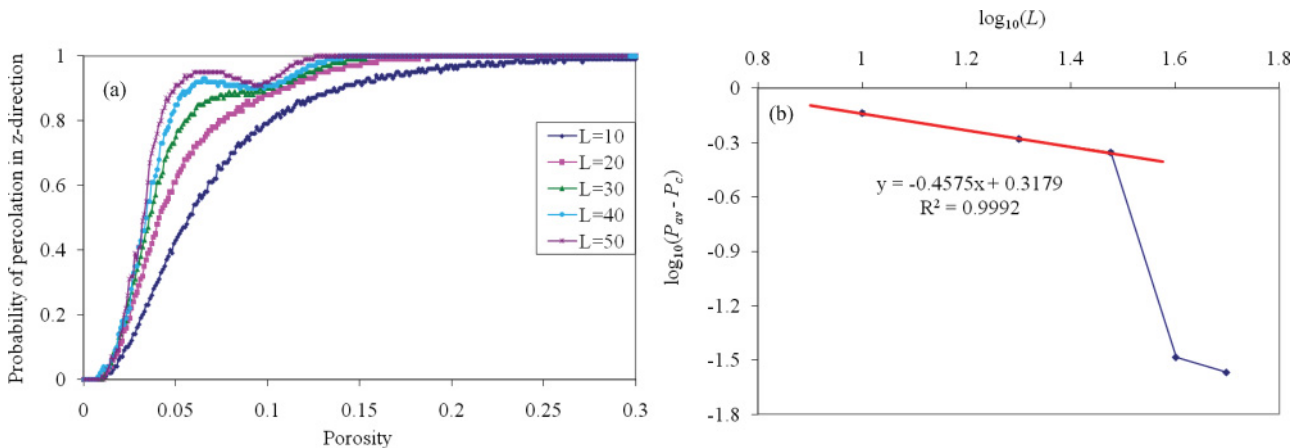 (a)
Probability of percolation in z-direction
1
0.8
0.6
0.4
0.2
0
0 0.05 0.1 0.15 0.2 0.25 0.3
Porosity
L=10
L=20
L=30
L=40
L=50
log₁₀(L)
0.8 1 1.2 1.4 1.6 1.8
(b)
0
-0.3
-0.6
-0.9
-1.2
-1.5
-1.8
log₁₀(Pav - Pc)
y = -0.4575x + 0.3179
R² = 0.9992